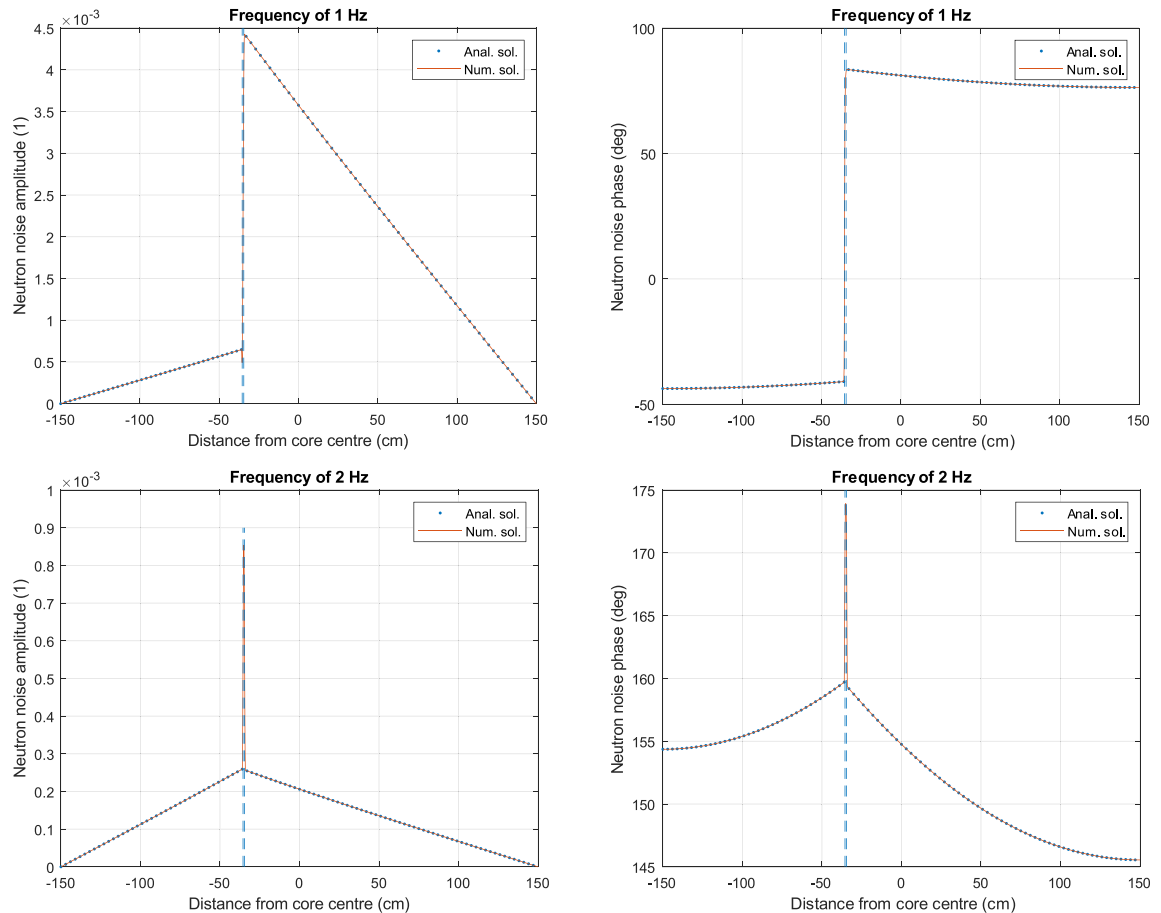 Frequency of 1 Hz
×10-3
4.5
4
3.5
3
2.5
2
1.5
1
0.5
0
Neutron noise amplitude (1)
Anal. sol.
Num. sol.
-150 -100 -50 0 50 100 150
Distance from core centre (cm)
Frequency of 1 Hz
100
50
0
-50
Neutron noise phase (deg)
Anal. sol.
Num. sol.
-150 -100 -50 0 50 100 150
Distance from core centre (cm)
Frequency of 2 Hz
×10-3
1
0.9
0.8
0.7
0.6
0.5
0.4
0.3
0.2
0.1
0
Neutron noise amplitude (1)
Anal. sol.
Num. sol.
-150 -100 -50 0 50 100 150
Distance from core centre (cm)
Frequency of 2 Hz
175
170
165
160
155
150
145
Neutron noise phase (deg)
Anal. sol.
Num. sol.
-150 -100 -50 0 50 100 150
Distance from core centre (cm)